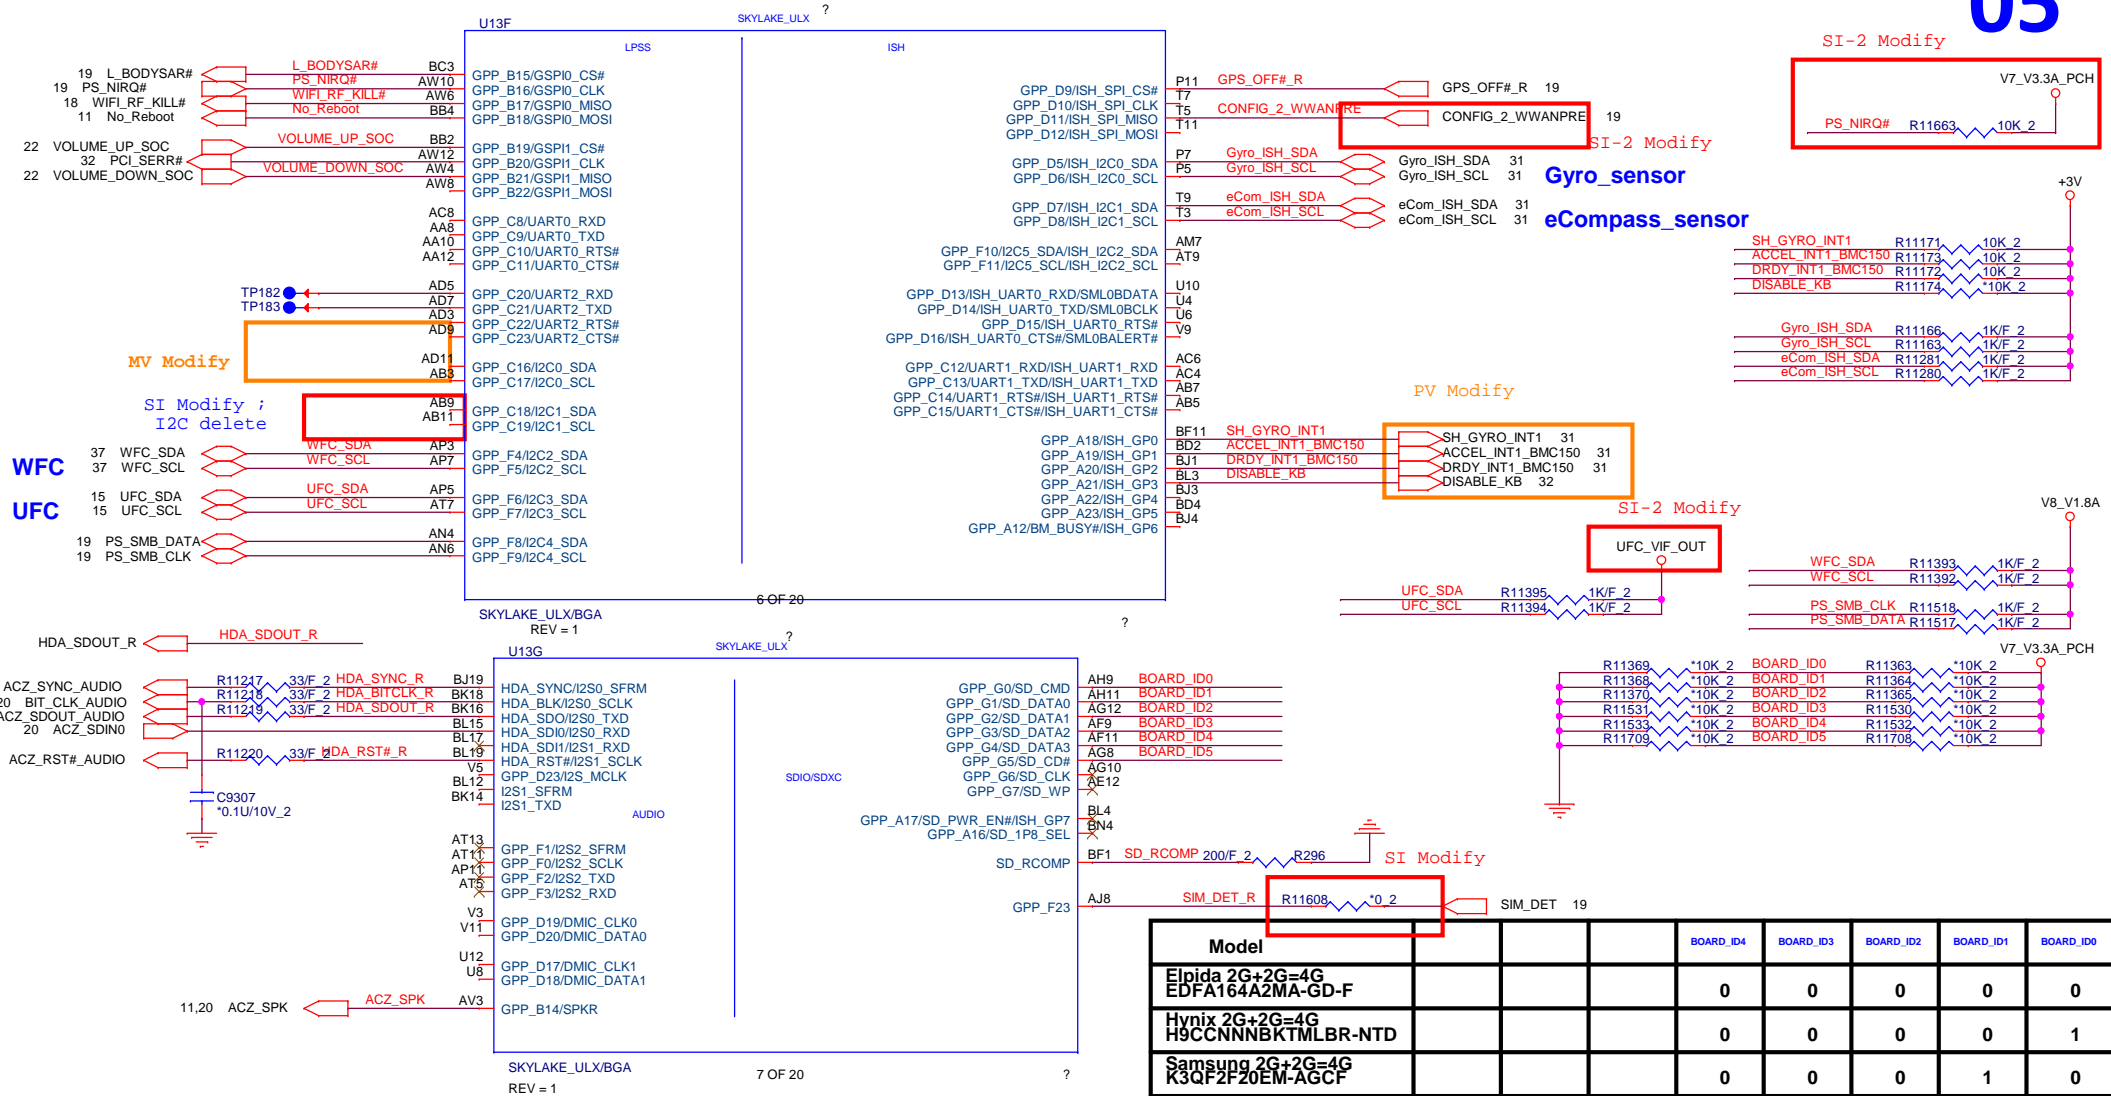 05
U13F
SKYLAKE_ULX
?
LPSS
ISH
19 L_BODYSAR#
L_BODYSAR#
BC3
GPP_B15/GSPI0_CS#
19 PS_NIRQ#
PS_NIRQ#
AW10
GPP_B16/GSPI0_CLK
18 WIFI_RF_KILL#
WIFI_RF_KILL#
AW6
GPP_B17/GSPI0_MISO
11 No_Reboot
No_Reboot
BB4
GPP_B18/GSPI0_MOSI
22 VOLUME_UP_SOC
VOLUME_UP_SOC
BB2
GPP_B19/GSPI1_CS#
32 PCI_SERR#
AW12
GPP_B20/GSPI1_CLK
22 VOLUME_DOWN_SOC
VOLUME_DOWN_SOC
AW4
GPP_B21/GSPI1_MISO
AW8
GPP_B22/GSPI1_MOSI
AC8
GPP_C8/UART0_RXD
AA8
GPP_C9/UART0_TXD
AA10
GPP_C10/UART0_RTS#
AA12
GPP_C11/UART0_CTS#
TP182
AD5
GPP_C20/UART2_RXD
TP183
AD7
GPP_C21/UART2_TXD
AD3
GPP_C22/UART2_RTS#
AD9
GPP_C23/UART2_CTS#
MV Modify
AD11
GPP_C16/I2C0_SDA
AB3
GPP_C17/I2C0_SCL
SI Modify ;
I2C delete
AB9
GPP_C18/I2C1_SDA
AB11
GPP_C19/I2C1_SCL
WFC
37 WFC_SDA
WFC_SDA
AP3
GPP_F4/I2C2_SDA
37 WFC_SCL
WFC_SCL
AP7
GPP_F5/I2C2_SCL
UFC
15 UFC_SDA
UFC_SDA
AP5
GPP_F6/I2C3_SDA
15 UFC_SCL
UFC_SCL
AT7
GPP_F7/I2C3_SCL
19 PS_SMB_DATA
AN4
GPP_F8/I2C4_SDA
19 PS_SMB_CLK
AN6
GPP_F9/I2C4_SCL
GPP_D9/ISH_SPI_CS#
P11
GPS_OFF#_R
GPS_OFF#_R 19
GPP_D10/ISH_SPI_CLK
T7
GPP_D11/ISH_SPI_MISO
T5
CONFIG_2_WWANPRE
CONFIG_2_WWANPRE 19
GPP_D12/ISH_SPI_MOSI
T11
SI-2 Modify
GPP_D5/ISH_I2C0_SDA
P7
Gyro_ISH_SDA
Gyro_ISH_SDA 31
GPP_D6/ISH_I2C0_SCL
P5
Gyro_ISH_SCL
Gyro_ISH_SCL 31
Gyro_sensor
GPP_D7/ISH_I2C1_SDA
T9
eCom_ISH_SDA
eCom_ISH_SDA 31
GPP_D8/ISH_I2C1_SCL
T3
eCom_ISH_SCL
eCom_ISH_SCL 31
eCompass_sensor
GPP_F10/I2C5_SDA/ISH_I2C2_SDA
AM7
GPP_F11/I2C5_SCL/ISH_I2C2_SCL
AT9
GPP_D13/ISH_UART0_RXD/SML0BDATA
U10
GPP_D14/ISH_UART0_TXD/SML0BCLK
U4
GPP_D15/ISH_UART0_RTS#
U6
GPP_D16/ISH_UART0_CTS#/SML0BALERT#
V9
GPP_C12/UART1_RXD/ISH_UART1_RXD
AC6
GPP_C13/UART1_TXD/ISH_UART1_TXD
AC4
GPP_C14/UART1_RTS#/ISH_UART1_RTS#
AB7
GPP_C15/UART1_CTS#/ISH_UART1_CTS#
AB5
PV Modify
GPP_A18/ISH_GP0
BF11
SH_GYRO_INT1
SH_GYRO_INT1 31
GPP_A19/ISH_GP1
BD2
ACCEL_INT1_BMC150
ACCEL_INT1_BMC150 31
GPP_A20/ISH_GP2
BJ1
DRDY_INT1_BMC150
DRDY_INT1_BMC150 31
GPP_A21/ISH_GP3
BL3
DISABLE_KB
DISABLE_KB 32
GPP_A22/ISH_GP4
BJ3
GPP_A23/ISH_GP5
BD4
GPP_A12/BM_BUSY#/ISH_GP6
BJ4
6 OF 20
SKYLAKE_ULX/BGA
REV = 1
?
SI-2 Modify
V7_V3.3A_PCH
PS_NIRQ# R11663 10K_2
+3V
SH_GYRO_INT1 R11171 10K_2
ACCEL_INT1_BMC150 R11173 10K_2
DRDY_INT1_BMC150 R11172 10K_2
DISABLE_KB R11174 *10K_2
Gyro_ISH_SDA R11166 1K/F_2
Gyro_ISH_SCL R11163 1K/F_2
eCom_ISH_SDA R11281 1K/F_2
eCom_ISH_SCL R11280 1K/F_2
SI-2 Modify
UFC_VIF_OUT
UFC_SDA R11395 1K/F_2
UFC_SCL R11394 1K/F_2
V8_V1.8A
WFC_SDA R11393 1K/F_2
WFC_SCL R11392 1K/F_2
PS_SMB_CLK R11518 1K/F_2
PS_SMB_DATA R11517 1K/F_2
V7_V3.3A_PCH
R11369 *10K_2 BOARD_ID0 R11363 *10K_2
R11368 *10K_2 BOARD_ID1 R11364 *10K_2
R11370 *10K_2 BOARD_ID2 R11365 *10K_2
R11531 *10K_2 BOARD_ID3 R11530 *10K_2
R11533 *10K_2 BOARD_ID4 R11532 *10K_2
R11709 *10K_2 BOARD_ID5 R11708 *10K_2
HDA_SDOUT_R
HDA_SDOUT_R
U13G
SKYLAKE_ULX
?
ACZ_SYNC_AUDIO
R11217 33/F_2 HDA_SYNC_R
BJ19
HDA_SYNC/I2S0_SFRM
20 BIT_CLK_AUDIO
R11218 33/F_2 HDA_BITCLK_R
BK18
HDA_BLK/I2S0_SCLK
ACZ_SDOUT_AUDIO
R11219 33/F_2 HDA_SDOUT_R
BK16
HDA_SDO/I2S0_TXD
20 ACZ_SDIN0
BL15
HDA_SDI0/I2S0_RXD
BL17
HDA_SDI1/I2S1_RXD
ACZ_RST#_AUDIO
R11220 33/F_2 HDA_RST#_R
BL19
HDA_RST#/I2S1_SCLK
V5
GPP_D23/I2S_MCLK
BL12
I2S1_SFRM
BK14
I2S1_TXD
C9307
*0.1U/10V_2
AUDIO
SDIO/SDXC
AT13
GPP_F1/I2S2_SFRM
AT11
GPP_F0/I2S2_SCLK
AP11
GPP_F2/I2S2_TXD
AT5
GPP_F3/I2S2_RXD
V3
GPP_D19/DMIC_CLK0
V11
GPP_D20/DMIC_DATA0
U12
GPP_D17/DMIC_CLK1
U8
GPP_D18/DMIC_DATA1
11,20 ACZ_SPK
ACZ_SPK
AV3
GPP_B14/SPKR
GPP_G0/SD_CMD
AH9
BOARD_ID0
GPP_G1/SD_DATA0
AH11
BOARD_ID1
GPP_G2/SD_DATA1
AG12
BOARD_ID2
GPP_G3/SD_DATA2
AF9
BOARD_ID3
GPP_G4/SD_DATA3
AF11
BOARD_ID4
GPP_G5/SD_CD#
AG8
BOARD_ID5
GPP_G6/SD_CLK
AG10
GPP_G7/SD_WP
AE12
GPP_A17/SD_PWR_EN#/ISH_GP7
BL4
GPP_A16/SD_1P8_SEL
BN4
SD_RCOMP
BF1
SD_RCOMP 200/F_2 R296
SI Modify
GPP_F23
AJ8
SIM_DET_R R11608 *0_2
SIM_DET 19
SKYLAKE_ULX/BGA
REV = 1
7 OF 20
?
Model BOARD_ID4 BOARD_ID3 BOARD_ID2 BOARD_ID1 BOARD_ID0
Elpida 2G+2G=4G
EDFA164A2MA-GD-F 0 0 0 0 0
Hynix 2G+2G=4G
H9CCNNNBKTMLBR-NTD 0 0 0 0 1
Samsung 2G+2G=4G
K3QF2F20EM-AGCF 0 0 0 1 0